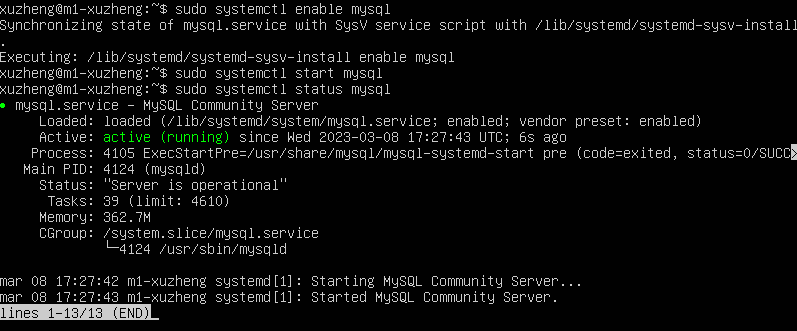 xuzheng@m1-xuzheng:~$ sudo systemctl enable mysql
Synchronizing state of mysql.service with SysV service script with /lib/systemd/systemd-sysv-install
.
Executing: /lib/systemd/systemd-sysv-install enable mysql
xuzheng@m1-xuzheng:~$ sudo systemctl start mysql
xuzheng@m1-xuzheng:~$ sudo systemctl status mysql
● mysql.service – MySQL Community Server
Loaded: loaded (/lib/systemd/system/mysql.service; enabled; vendor preset: enabled)
Active: active (running) since Wed 2023-03-08 17:27:43 UTC; 6s ago
Process: 4105 ExecStartPre=/usr/share/mysql/mysql-systemd-start pre (code=exited, status=0/SUCC>
Main PID: 4124 (mysqld)
Status: "Server is operational"
Tasks: 39 (limit: 4610)
Memory: 362.7M
CGroup: /system.slice/mysql.service
└─4124 /usr/sbin/mysqld
mar 08 17:27:42 m1-xuzheng systemd[1]: Starting MySQL Community Server...
mar 08 17:27:43 m1-xuzheng systemd[1]: Started MySQL Community Server.
lines 1-13/13 (END)